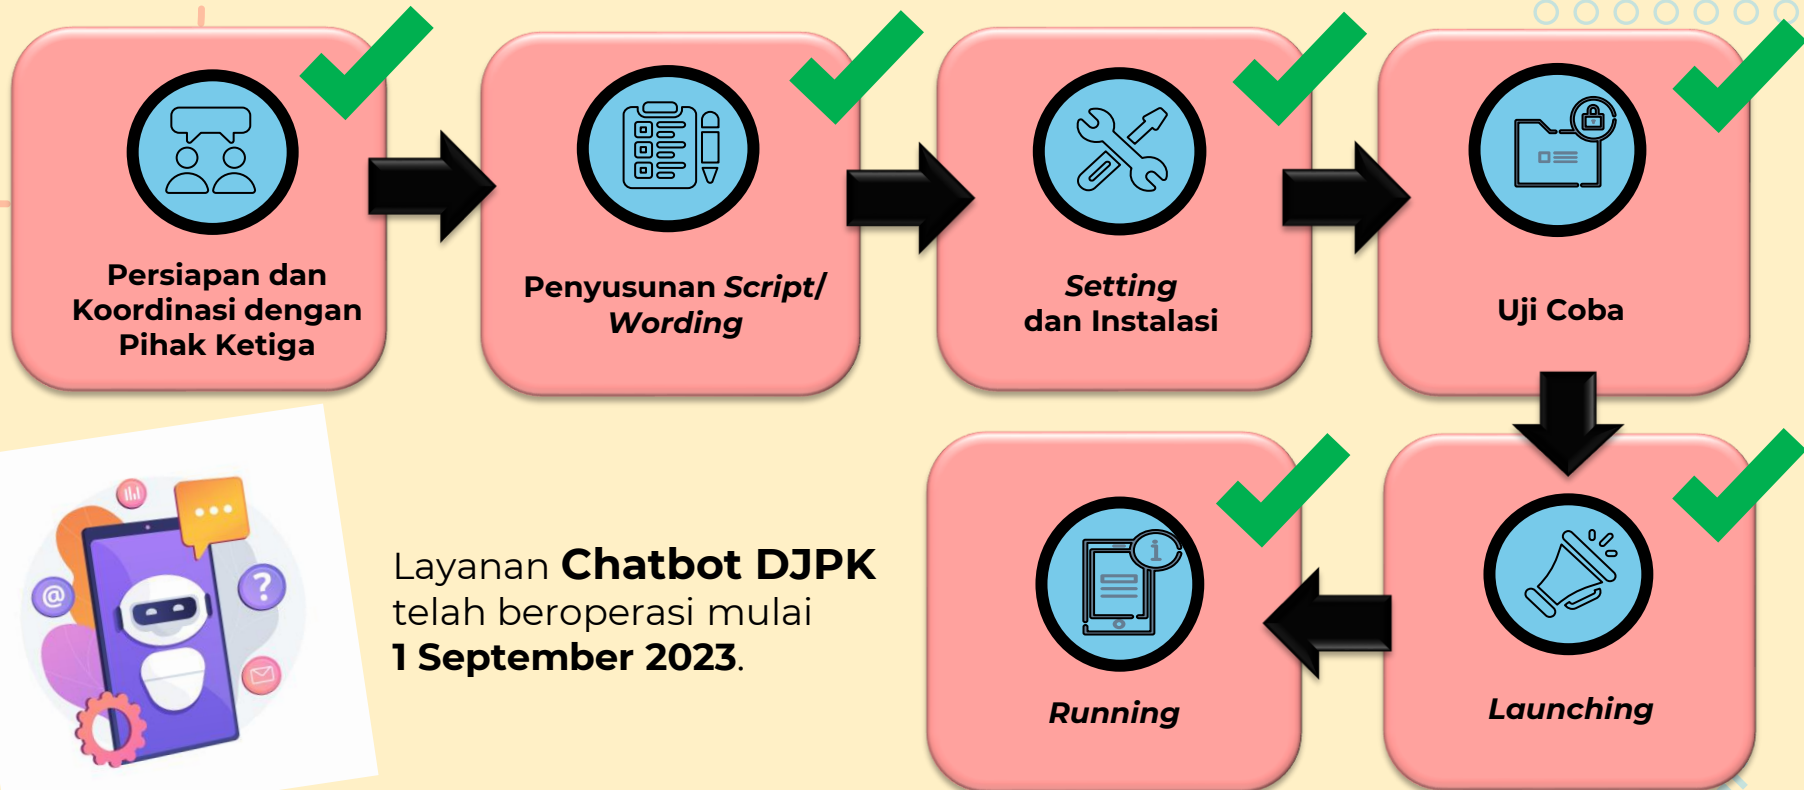 Persiapan dan
Koordinasi dengan
Pihak Ketiga
Penyusunan Script/
Wording
Setting
dan Instalasi
Uji Coba
Launching
Running
Layanan Chatbot DJPK
telah beroperasi mulai
1 September 2023.